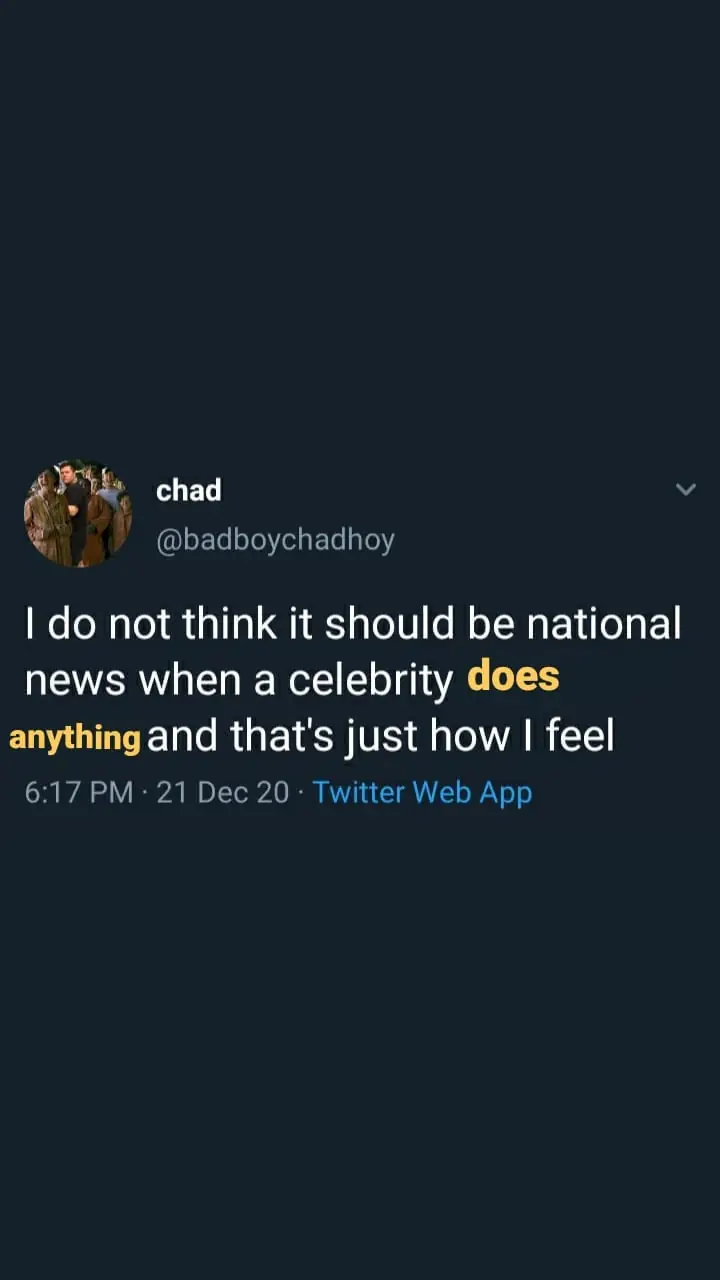 chad
@badboychadhoy
I do not think it should be national
news when a celebrity does
anything and that's just how I feel
6:17 PM · 21 Dec 20 · Twitter Web App